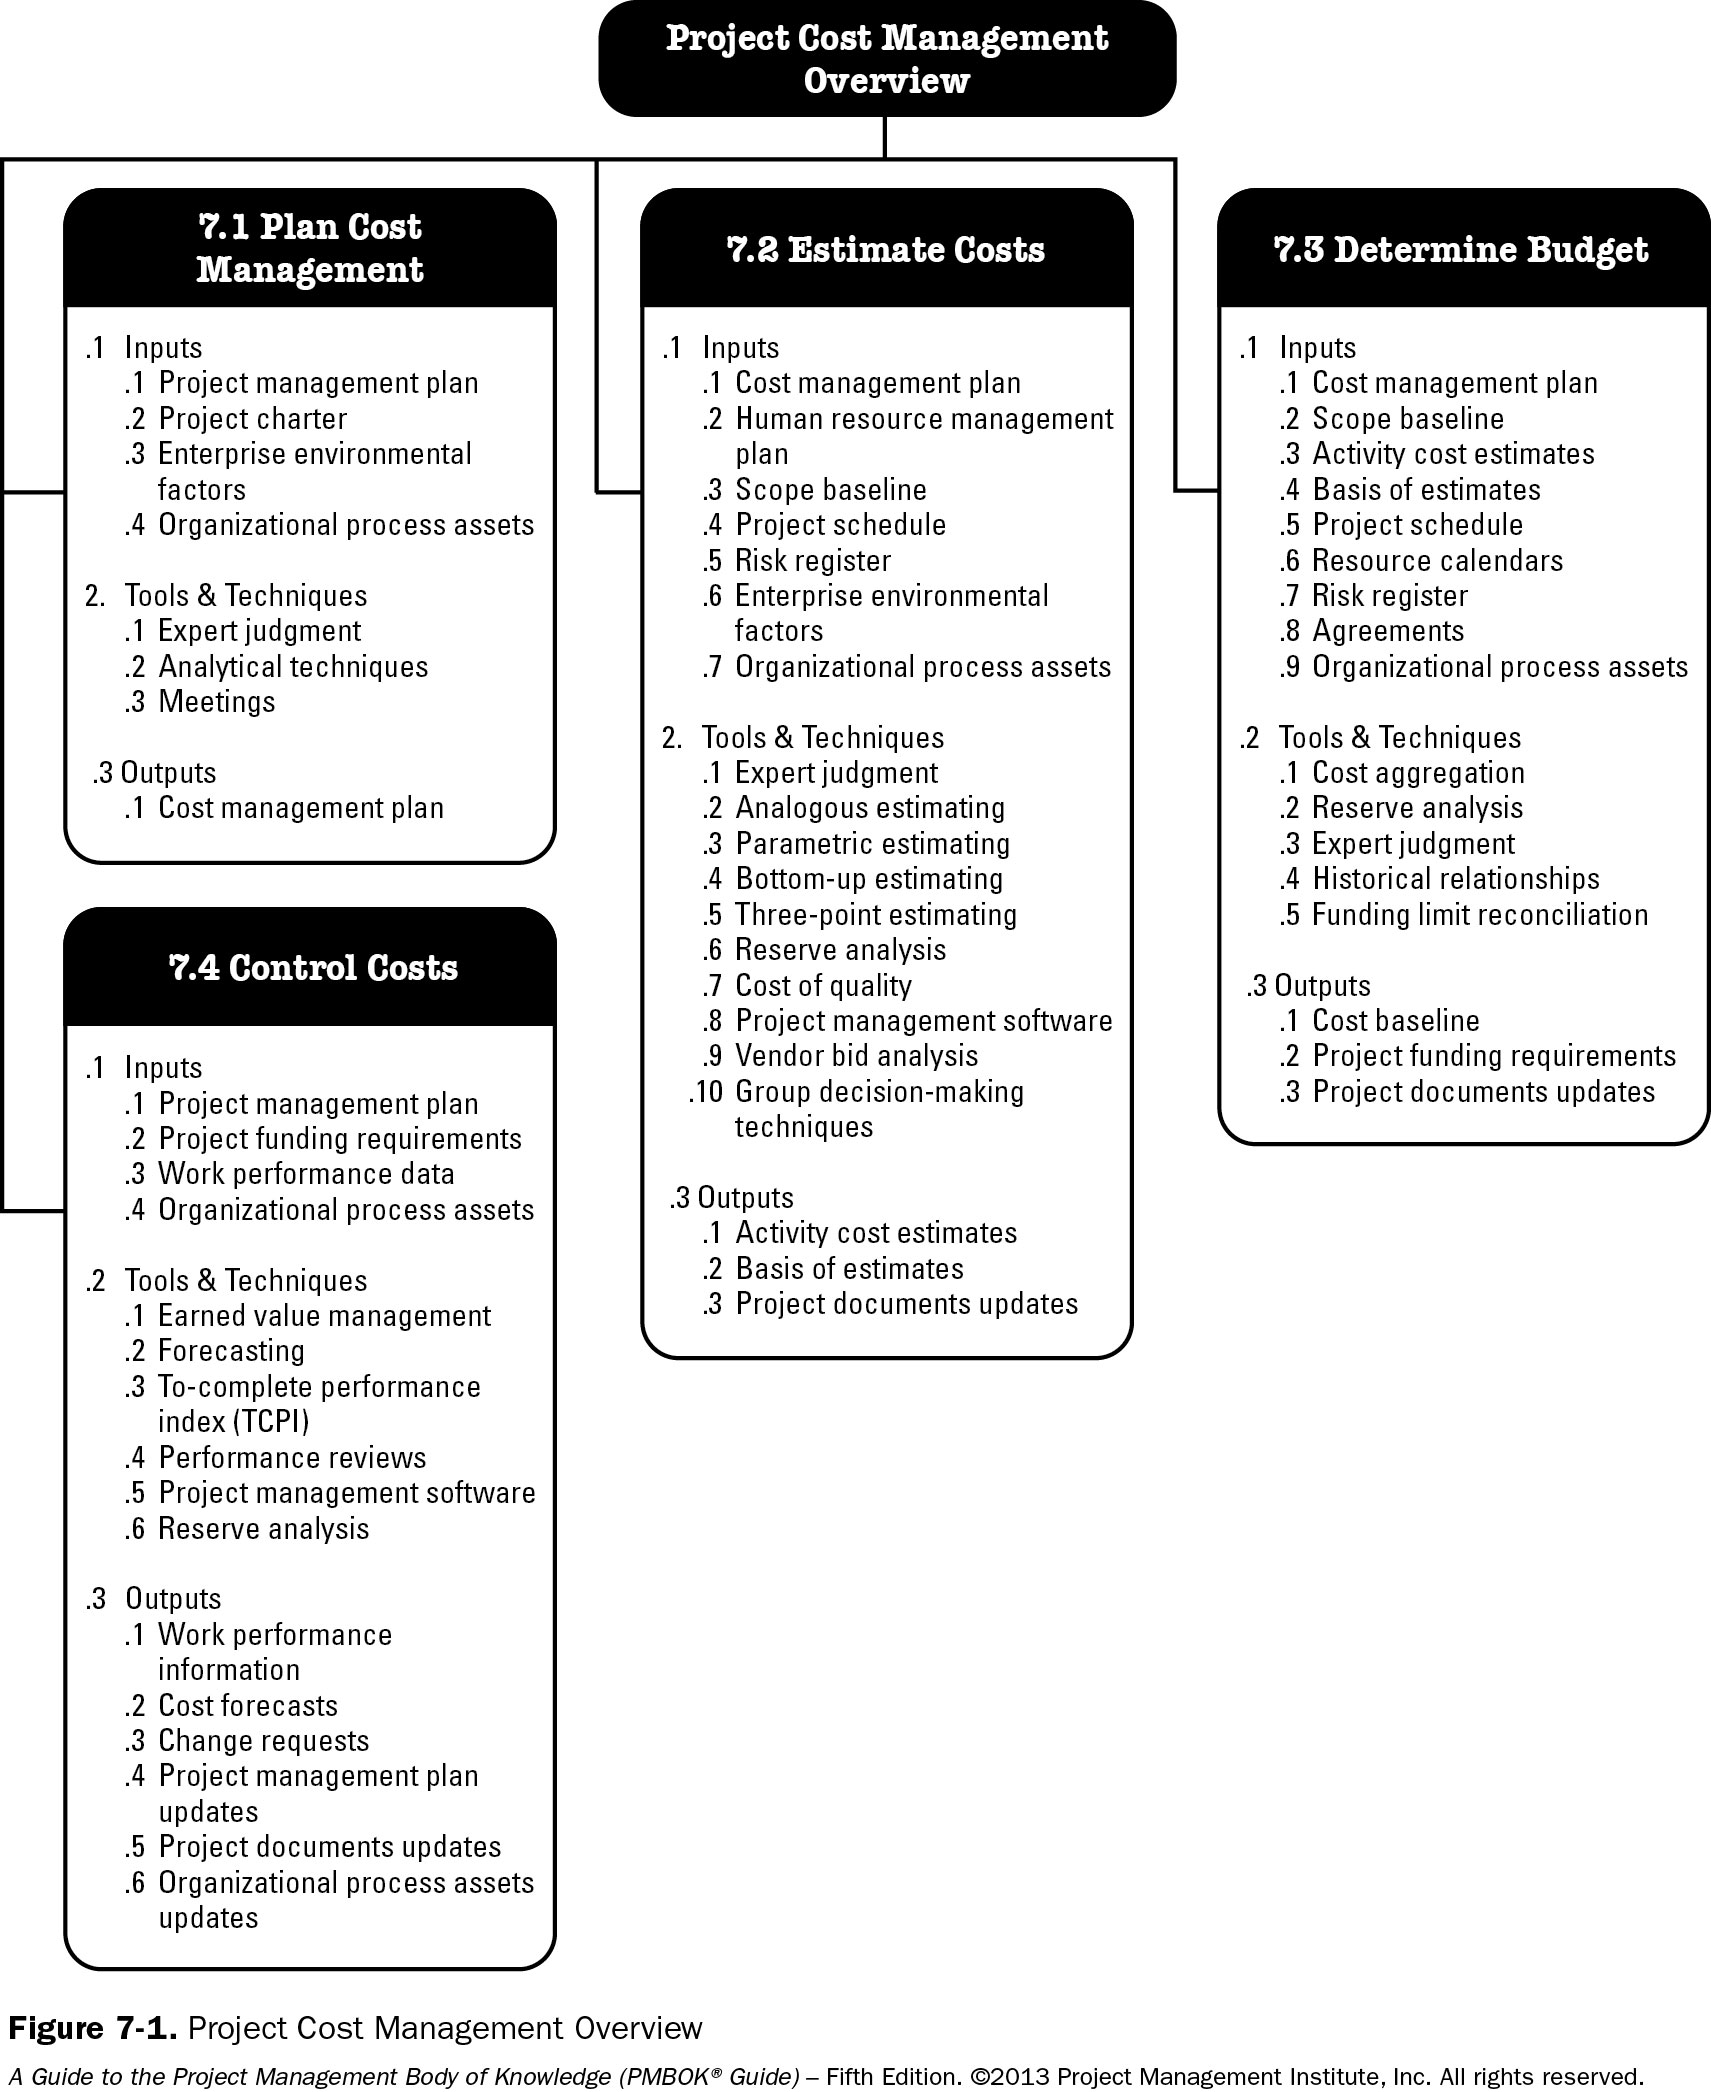 Project Cost Management
Overview
7.1 Plan Cost
Management
.1 Inputs
.1 Project management plan
.2 Project charter
.3 Enterprise environmental
factors
.4 Organizational process assets
2. Tools & Techniques
.1 Expert judgment
.2 Analytical techniques
.3 Meetings
.3 Outputs
.1 Cost management plan
7.2 Estimate Costs
.1 Inputs
.1 Cost management plan
.2 Human resource management
plan
.3 Scope baseline
.4 Project schedule
.5 Risk register
.6 Enterprise environmental
factors
.7 Organizational process assets
2. Tools & Techniques
.1 Expert judgment
.2 Analogous estimating
.3 Parametric estimating
.4 Bottom-up estimating
.5 Three-point estimating
.6 Reserve analysis
.7 Cost of quality
.8 Project management software
.9 Vendor bid analysis
.10 Group decision-making
techniques
.3 Outputs
.1 Activity cost estimates
.2 Basis of estimates
.3 Project documents updates
7.3 Determine Budget
.1 Inputs
.1 Cost management plan
.2 Scope baseline
.3 Activity cost estimates
.4 Basis of estimates
.5 Project schedule
.6 Resource calendars
.7 Risk register
.8 Agreements
.9 Organizational process assets
.2 Tools & Techniques
.1 Cost aggregation
.2 Reserve analysis
.3 Expert judgment
.4 Historical relationships
.5 Funding limit reconciliation
.3 Outputs
.1 Cost baseline
.2 Project funding requirements
.3 Project documents updates
7.4 Control Costs
.1 Inputs
.1 Project management plan
.2 Project funding requirements
.3 Work performance data
.4 Organizational process assets
.2 Tools & Techniques
.1 Earned value management
.2 Forecasting
.3 To-complete performance
index (TCPI)
.4 Performance reviews
.5 Project management software
.6 Reserve analysis
.3 Outputs
.1 Work performance
information
.2 Cost forecasts
.3 Change requests
.4 Project management plan
updates
.5 Project documents updates
.6 Organizational process assets
updates
Figure 7-1. Project Cost Management Overview
A Guide to the Project Management Body of Knowledge (PMBOK® Guide) – Fifth Edition. ©2013 Project Management Institute, Inc. All rights reserved.